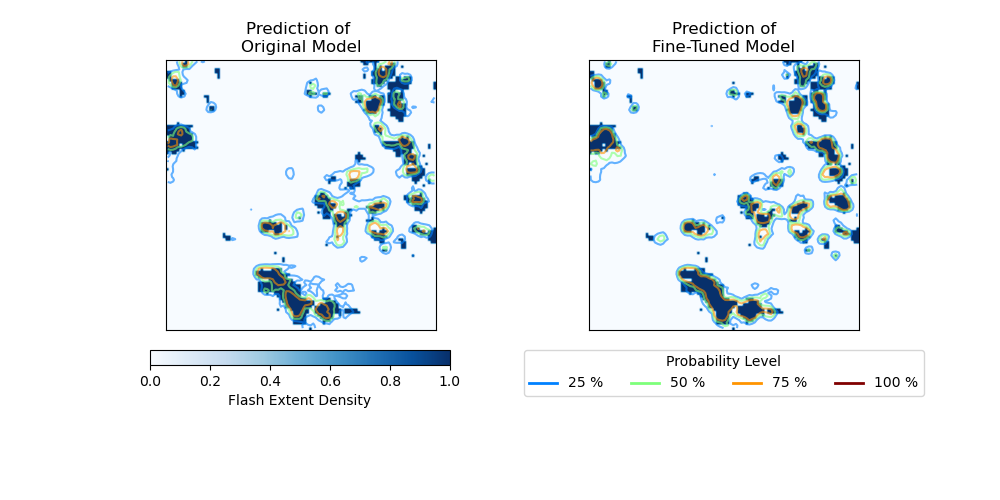 Prediction of
Original Model
Prediction of
Fine-Tuned Model
0.0 0.2 0.4 0.6 0.8 1.0
Flash Extent Density
Probability Level
25 % 50 % 75 % 100 %